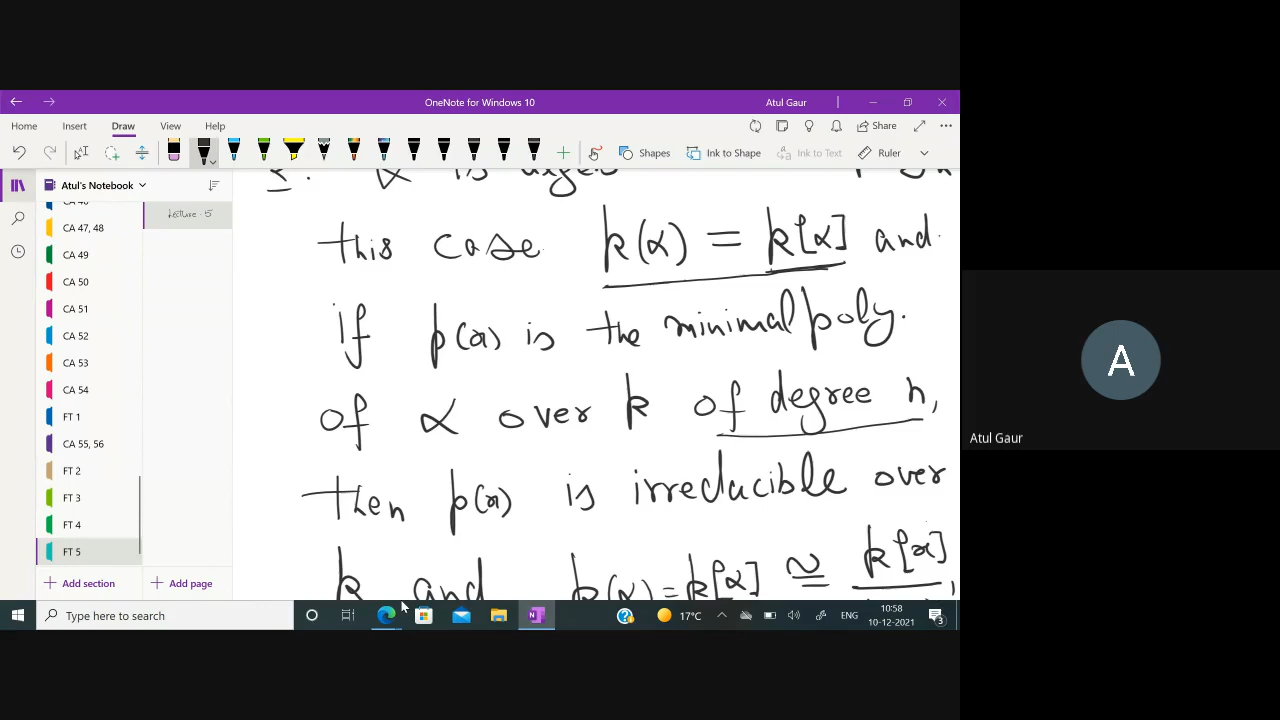 OneNote for Windows 10
Atul Gaur
Home Insert Draw View Help
Share
Shapes
Ink to Shape
Ink to Text
Ruler
Atul's Notebook
CA 47, 48
CA 49
CA 50
CA 51
CA 52
CA 53
CA 54
FT 1
CA 55, 56
FT 2
FT 3
FT 4
FT 5
Add section
Add page
Lecture - 5
α is
this case k(α) = k[α] and
if p(x) is the minimal poly.
of α over k of degree n,
then p(x) is irreducible over
k and k(α) = k[α] ≅ k[x]
Type here to search
17°C
ENG
10:58
10-12-2021
3
A
Atul Gaur